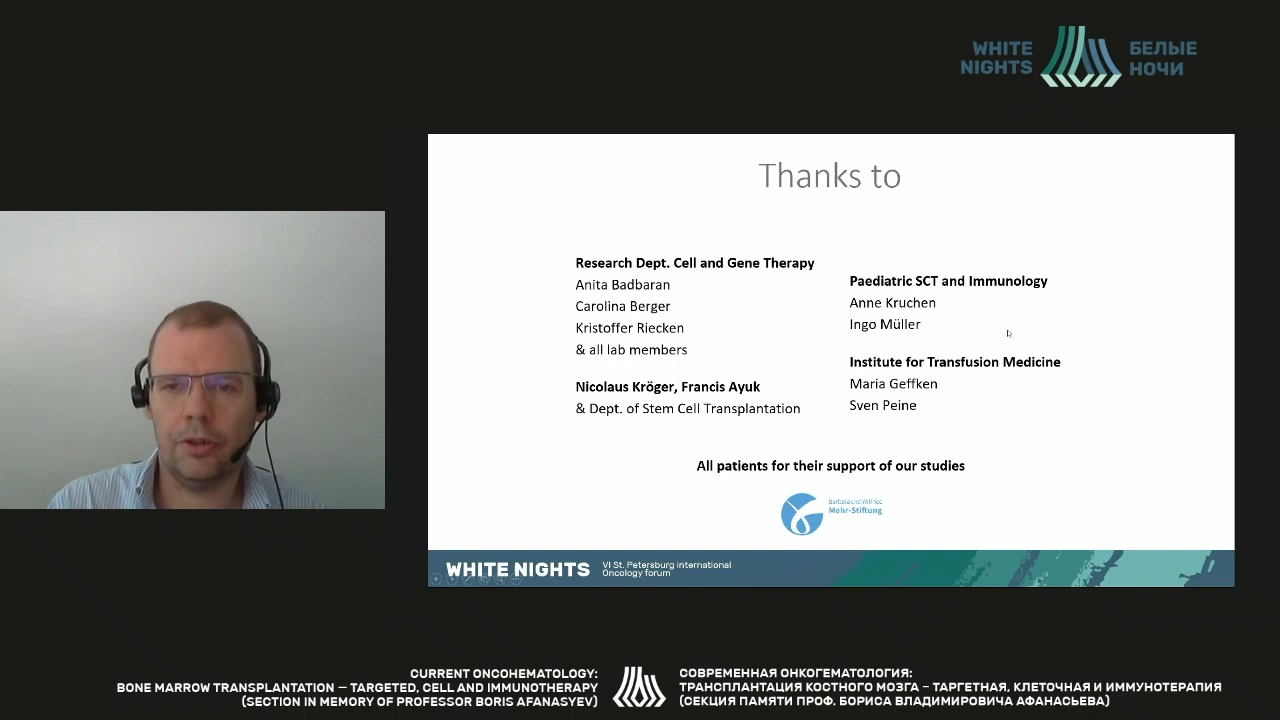 WHITE
NIGHTS
БЕЛЫЕ
НОЧИ
Thanks to
Research Dept. Cell and Gene Therapy
Anita Badbaran
Carolina Berger
Kristoffer Riecken
& all lab members
Nicolaus Kröger, Francis Ayuk
& Dept. of Stem Cell Transplantation
Paediatric SCT and Immunology
Anne Kruchen
Ingo Müller
Institute for Transfusion Medicine
Maria Geffken
Sven Peine
All patients for their support of our studies
Barbara und Wilfried
Mohr-Stiftung
WHITE NIGHTS
VI St. Petersburg international
Oncology forum
CURRENT ONCOHEMATOLOGY:
BONE MARROW TRANSPLANTATION – TARGETED, CELL AND IMMUNOTHERAPY
(SECTION IN MEMORY OF PROFESSOR BORIS AFANASYEV)
СОВРЕМЕННАЯ ОНКОГЕМАТОЛОГИЯ:
ТРАНСПЛАНТАЦИЯ КОСТНОГО МОЗГА – ТАРГЕТНАЯ, КЛЕТОЧНАЯ И ИММУНОТЕРАПИЯ
(СЕКЦИЯ ПАМЯТИ ПРОФ. БОРИСА ВЛАДИМИРОВИЧА АФАНАСЬЕВА)